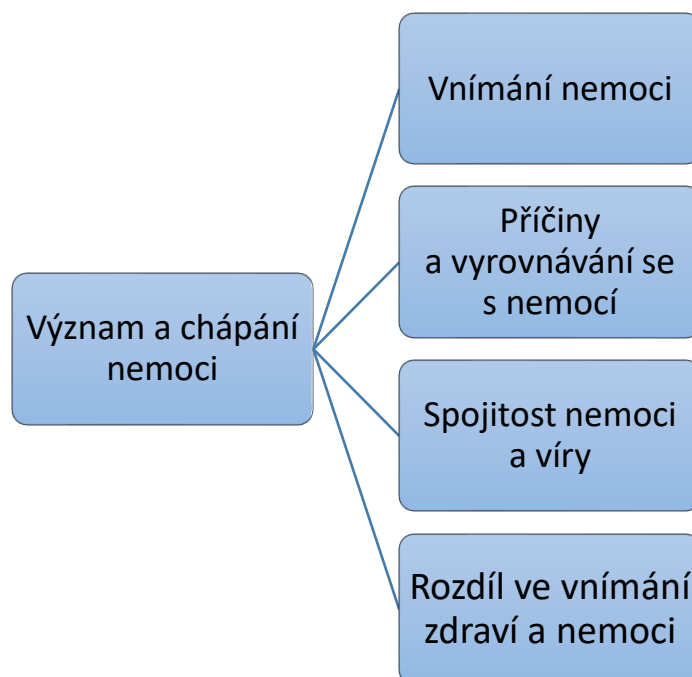 Význam a chápání
nemoci
Vnímání nemoci
Příčiny
a vyrovnávání se
s nemocí
Spojitost nemoci
a víry
Rozdíl ve vnímání
zdraví a nemoci